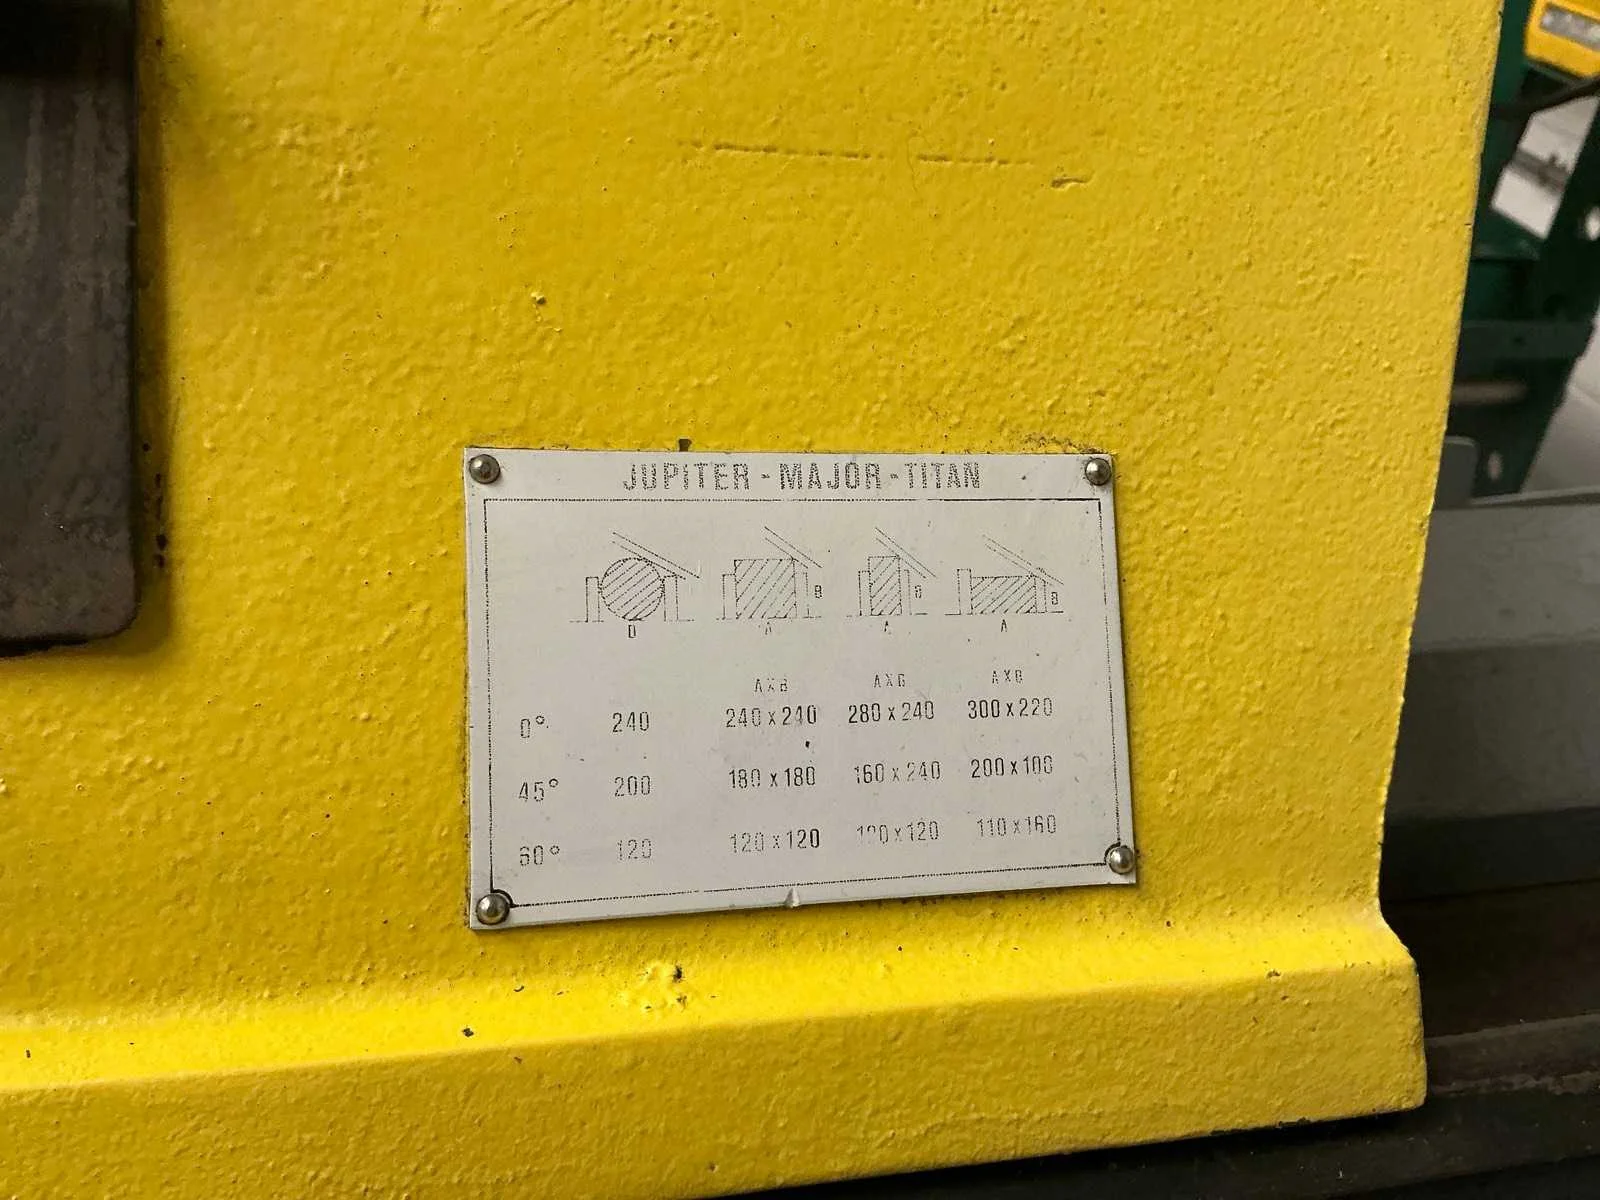 JUPITER - MAJOR - TITAN
B B B
D A A A
AXB AXB AXB
0° 240 240 x 240 280 x 240 300 x 220
45° 200 180 x 180 160 x 240 200 x 100
60° 120 120 x 120 110 x 160